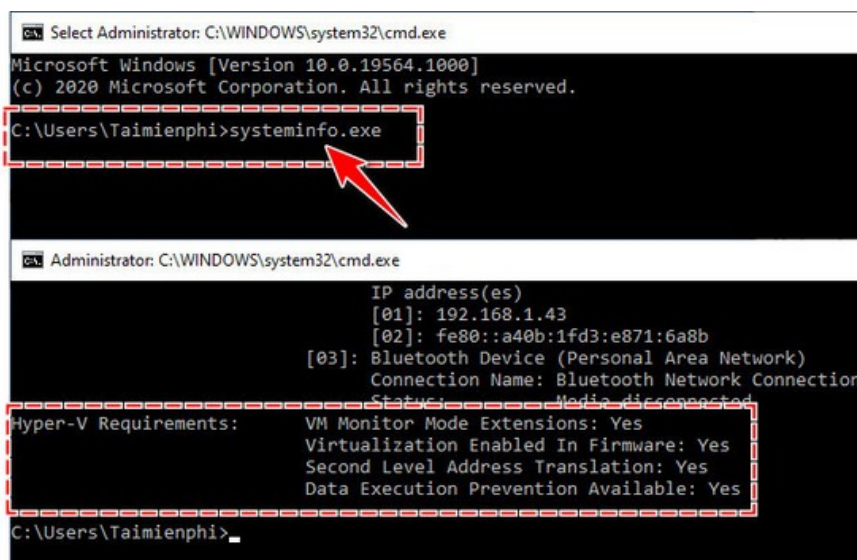 Select Administrator: C:\WINDOWS\system32\cmd.exe
Microsoft Windows [Version 10.0.19564.1000]
(c) 2020 Microsoft Corporation. All rights reserved.
C:\Users\Taimienphi>systeminfo.exe
Administrator: C:\WINDOWS\system32\cmd.exe
IP address(es)
[01]: 192.168.1.43
[02]: fe80::a40b:1fd3:e871:6a8b
[03]: Bluetooth Device (Personal Area Network)
Connection Name: Bluetooth Network Connection
Status: Media disconnected
Hyper-V Requirements: VM Monitor Mode Extensions: Yes
Virtualization Enabled In Firmware: Yes
Second Level Address Translation: Yes
Data Execution Prevention Available: Yes
C:\Users\Taimienphi>